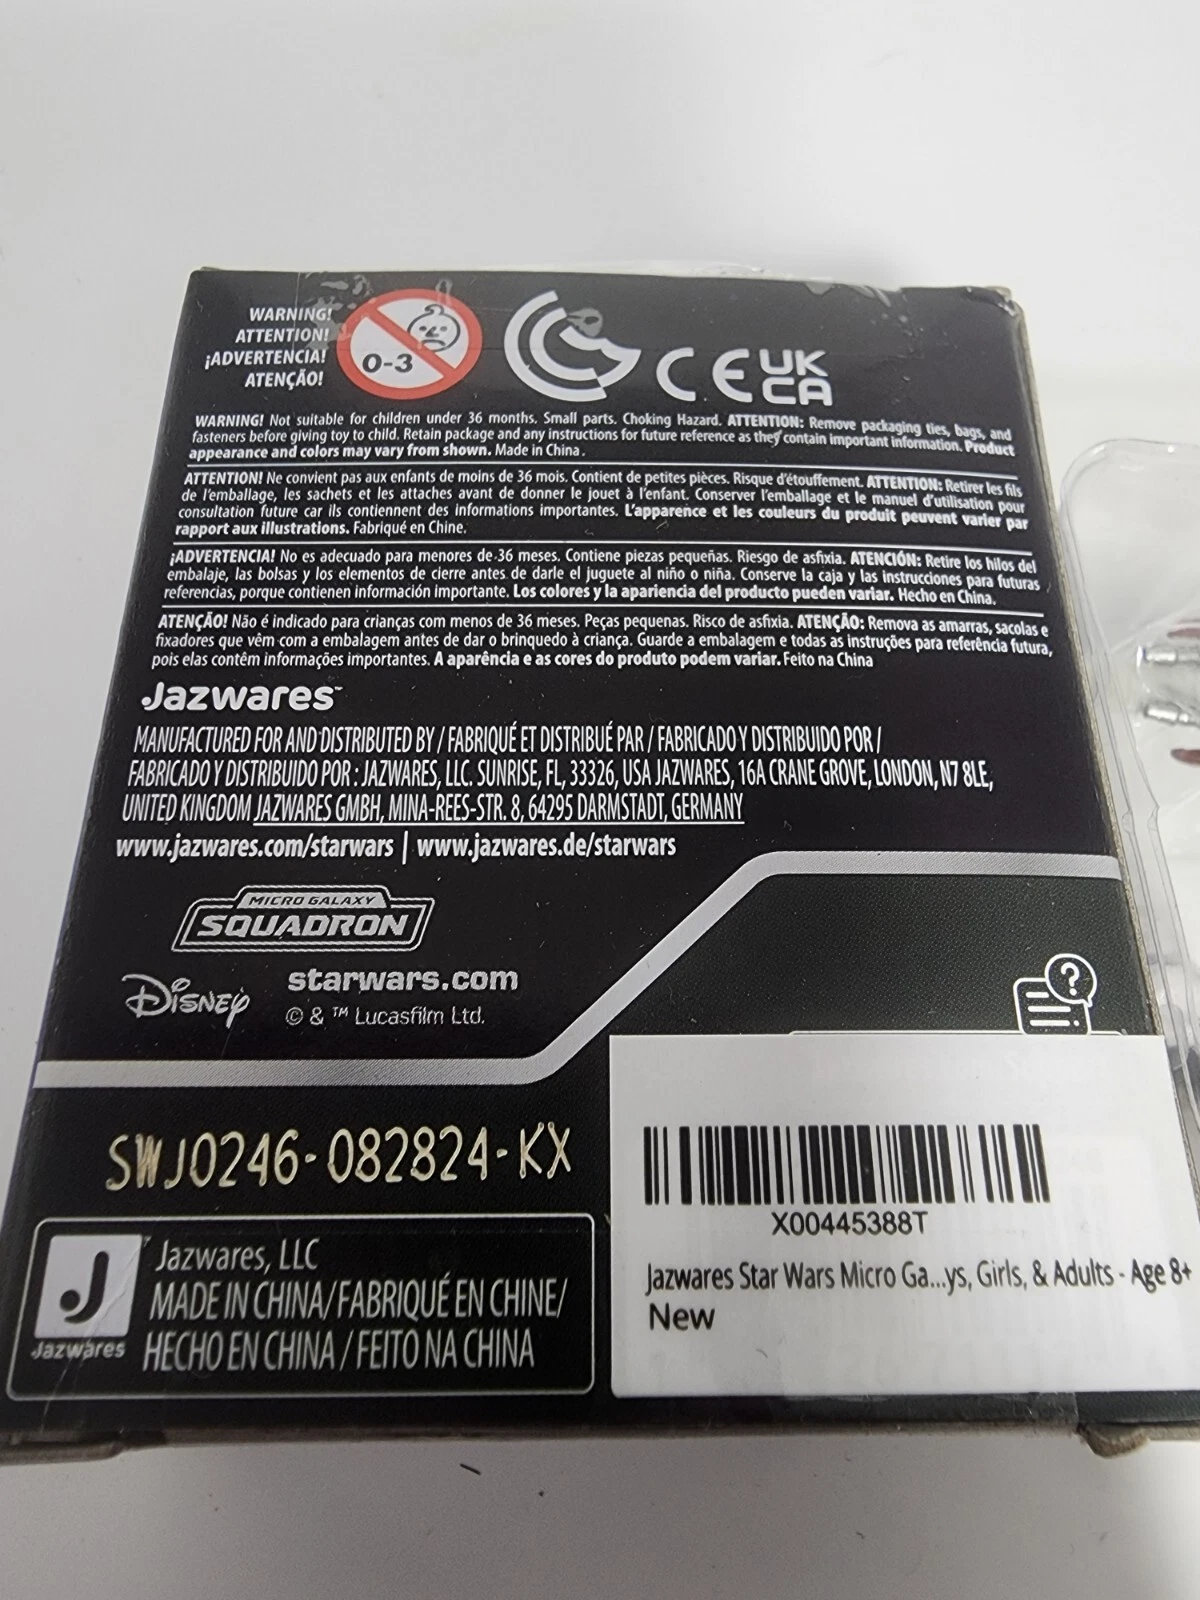 WARNING!
ATTENTION!
¡ADVERTENCIA!
ATENÇÃO!
0-3
CE
UK
CA
WARNING! Not suitable for children under 36 months. Small parts. Choking Hazard. ATTENTION: Remove packaging ties, bags, and
fasteners before giving toy to child. Retain package and any instructions for future reference as they contain important information. Product
appearance and colors may vary from shown. Made in China.
ATTENTION! Ne convient pas aux enfants de moins de 36 mois. Contient de petites pièces. Risque d'étouffement. ATTENTION: Retirer les fils
de l'emballage, les sachets et les attaches avant de donner le jouet à l'enfant. Conserver l'emballage et le manuel d'utilisation pour
consultation future car ils contiennent des informations importantes. L'apparence et les couleurs du produit peuvent varier par
rapport aux illustrations. Fabriqué en Chine.
¡ADVERTENCIA! No es adecuado para menores de 36 meses. Contiene piezas pequeñas. Riesgo de asfixia. ATENCIÓN: Retire los hilos del
embalaje, las bolsas y los elementos de cierre antes de darle el juguete al niño o niña. Conserve la caja y las instrucciones para futuras
referencias, porque contienen información importante. Los colores y la apariencia del producto pueden variar. Hecho en China.
ATENÇÃO! Não é indicado para crianças com menos de 36 meses. Peças pequenas. Risco de asfixia. ATENÇÃO: Remova as amarras, sacolas e
fixadores que vêm com a embalagem antes de dar o brinquedo à criança. Guarde a embalagem e todas as instruções para referência futura,
pois elas contêm informações importantes. A aparência e as cores do produto podem variar. Feito na China
Jazwares™
MANUFACTURED FOR AND DISTRIBUTED BY / FABRIQUÉ ET DISTRIBUÉ PAR / FABRICADO Y DISTRIBUIDO POR /
FABRICADO Y DISTRIBUIDO POR : JAZWARES, LLC. SUNRISE, FL, 33326, USA JAZWARES, 16A CRANE GROVE, LONDON, N7 8LE,
UNITED KINGDOM JAZWARES GMBH, MINA-REES-STR. 8, 64295 DARMSTADT, GERMANY
www.jazwares.com/starwars | www.jazwares.de/starwars
MICRO GALAXY
SQUADRON
Disney
starwars.com
© & ™ Lucasfilm Ltd.
?
SWJ0246-082824-KX
Jazwares
Jazwares, LLC
MADE IN CHINA/FABRIQUÉ EN CHINE/
HECHO EN CHINA / FEITO NA CHINA
X00445388T
Jazwares Star Wars Micro Ga...ys, Girls, & Adults - Age 8+
New